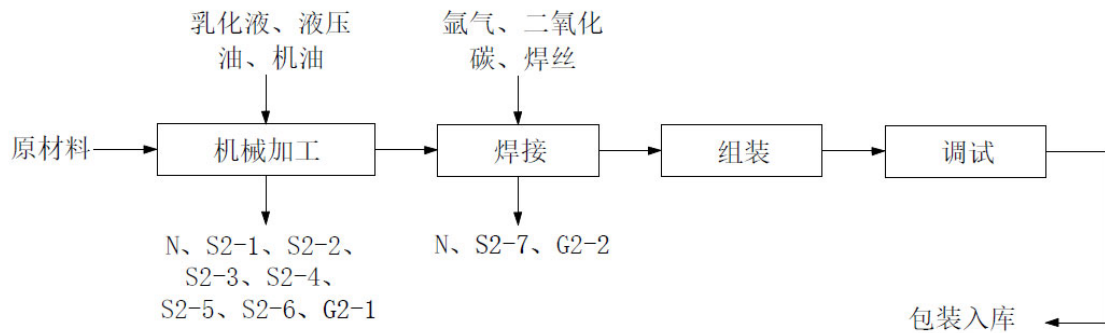 乳化液、液压
油、机油
氩气、二氧化
碳、焊丝
原材料
机械加工
焊接
组装
调试
N、S2-1、S2-2、
S2-3、S2-4、
S2-5、S2-6、G2-1
N、S2-7、G2-2
包装入库